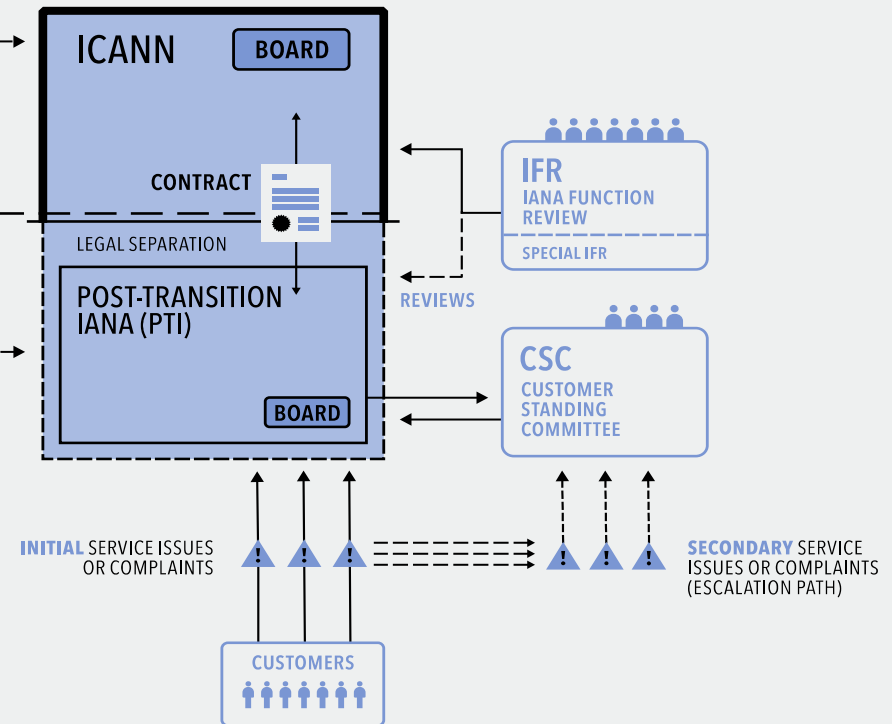 ICANN
BOARD
CONTRACT
LEGAL SEPARATION
POST-TRANSITION
IANA (PTI)
BOARD
IFR
IANA FUNCTION
REVIEW
SPECIAL IFR
REVIEWS
CSC
CUSTOMER
STANDING
COMMITTEE
INITIAL SERVICE ISSUES
OR COMPLAINTS
! ! !
! ! !
SECONDARY SERVICE
ISSUES OR COMPLAINTS
(ESCALATION PATH)
CUSTOMERS